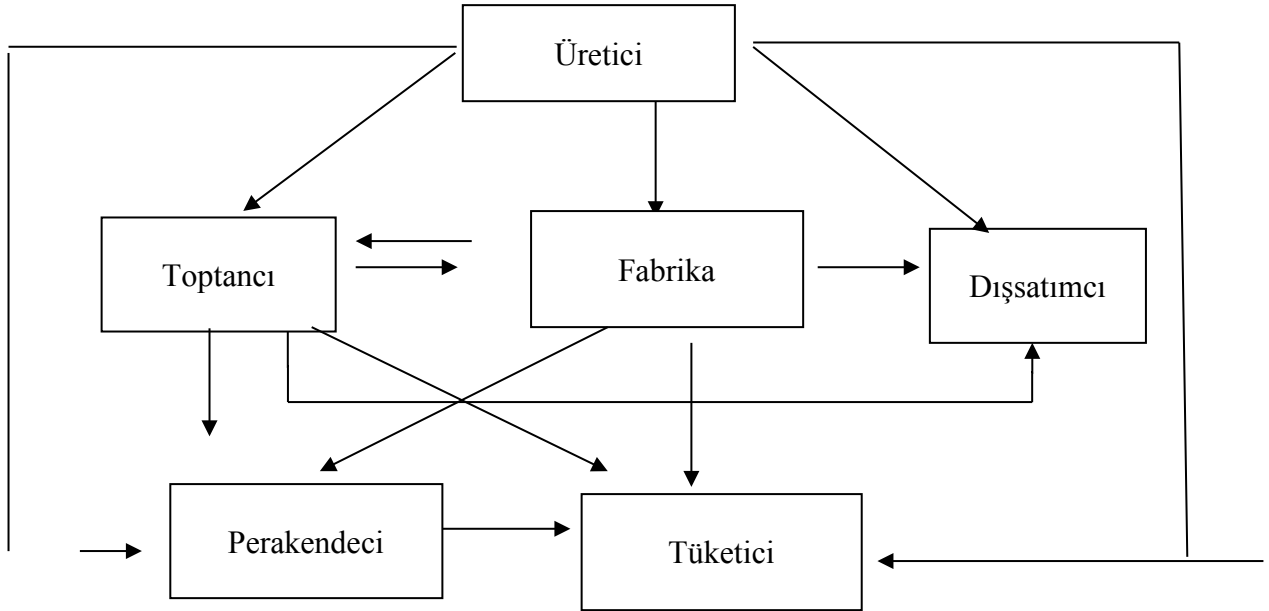 Üretici
Toptancı
Fabrika
Dışsatımcı
Perakendeci
Tüketici